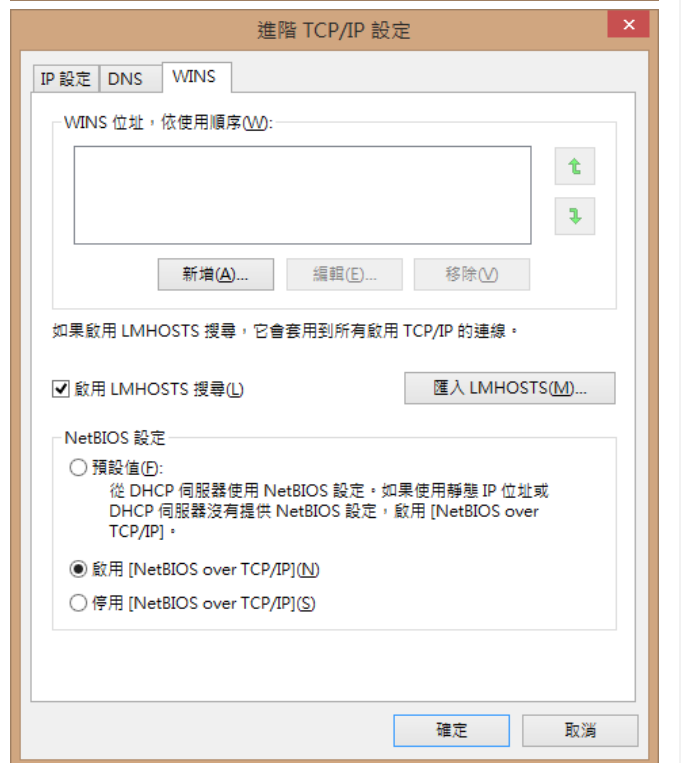 進階 TCP/IP 設定
IP 設定 DNS WINS
WINS 位址，依使用順序(W):
新增(A)... 編輯(E)... 移除(V)
如果啟用 LMHOSTS 搜尋，它會套用到所有啟用 TCP/IP 的連線。
啟用 LMHOSTS 搜尋(L) 匯入 LMHOSTS(M)...
NetBIOS 設定
預設值(F):
從 DHCP 伺服器使用 NetBIOS 設定。如果使用靜態 IP 位址或
DHCP 伺服器沒有提供 NetBIOS 設定，啟用 [NetBIOS over
TCP/IP]。
啟用 [NetBIOS over TCP/IP](N)
停用 [NetBIOS over TCP/IP](S)
確定 取消